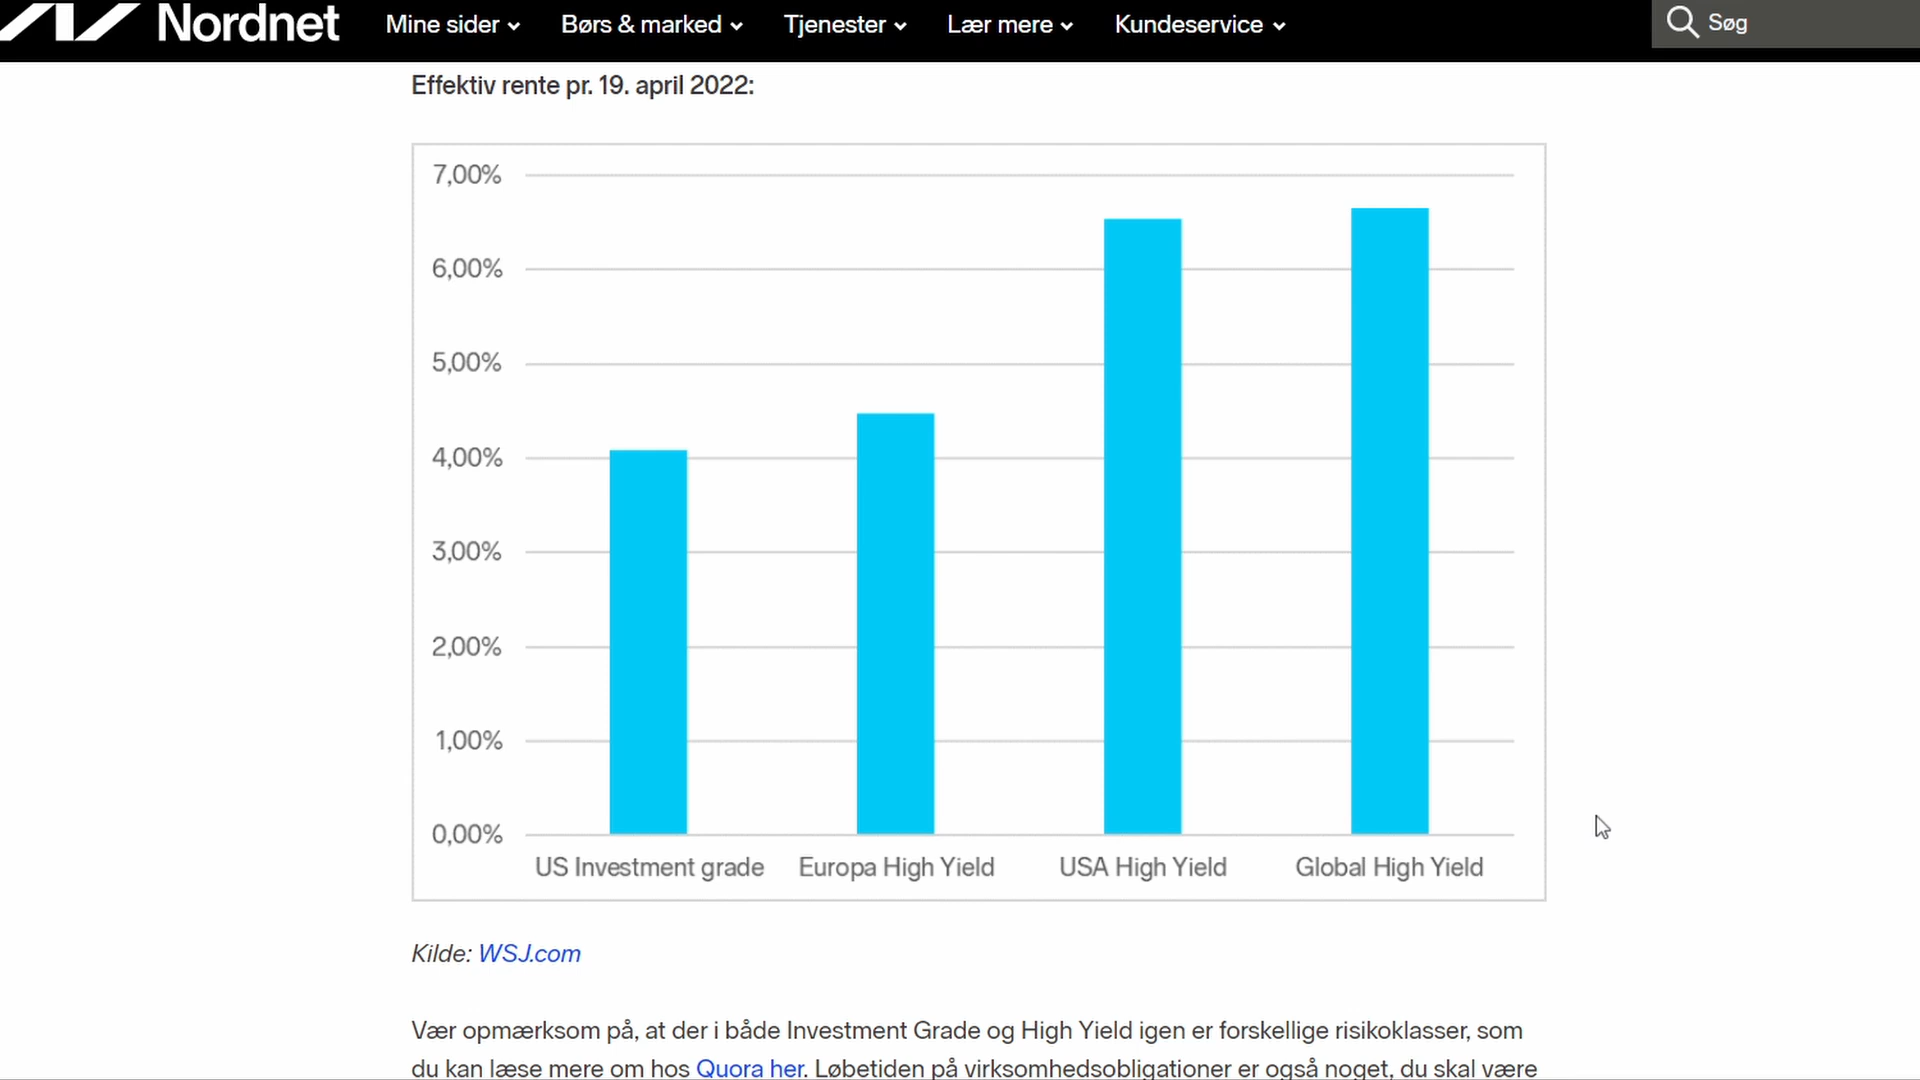 Nordnet Mine sider Børs & marked Tjenester Lær mere Kundeservice Søg
Effektiv rente pr. 19. april 2022:
7,00%
6,00%
5,00%
4,00%
3,00%
2,00%
1,00%
0,00%
US Investment grade Europa High Yield USA High Yield Global High Yield
Kilde: WSJ.com
Vær opmærksom på, at der i både Investment Grade og High Yield igen er forskellige risikoklasser, som
du kan læse mere om hos Quora her. Løbetiden på virksomhedsobligationer er også noget, du skal være